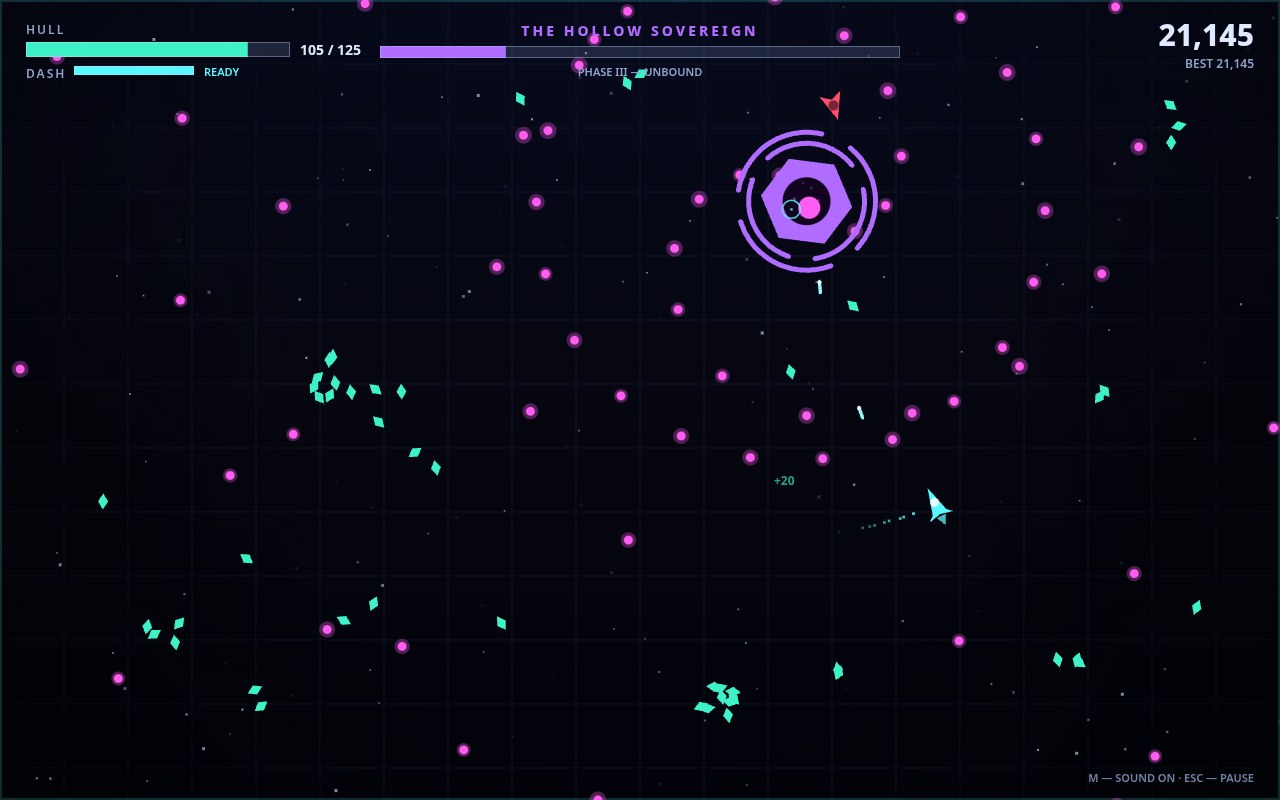 HULL
105 / 125
DASH
READY
THE HOLLOW SOVEREIGN
PHASE III — UNBOUND
21,145
BEST 21,145
+20
M — SOUND ON · ESC — PAUSE